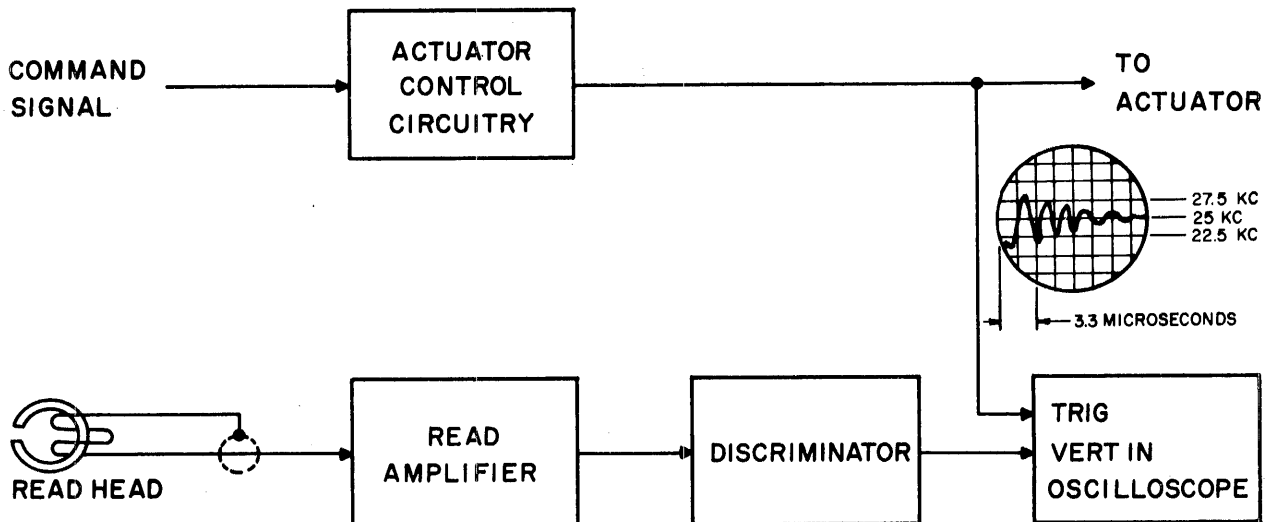 COMMAND
SIGNAL
ACTUATOR
CONTROL
CIRCUITRY
TO
ACTUATOR
27.5 KC
25 KC
22.5 KC
3.3 MICROSECONDS
READ HEAD
READ
AMPLIFIER
DISCRIMINATOR
TRIG
VERT IN
OSCILLOSCOPE